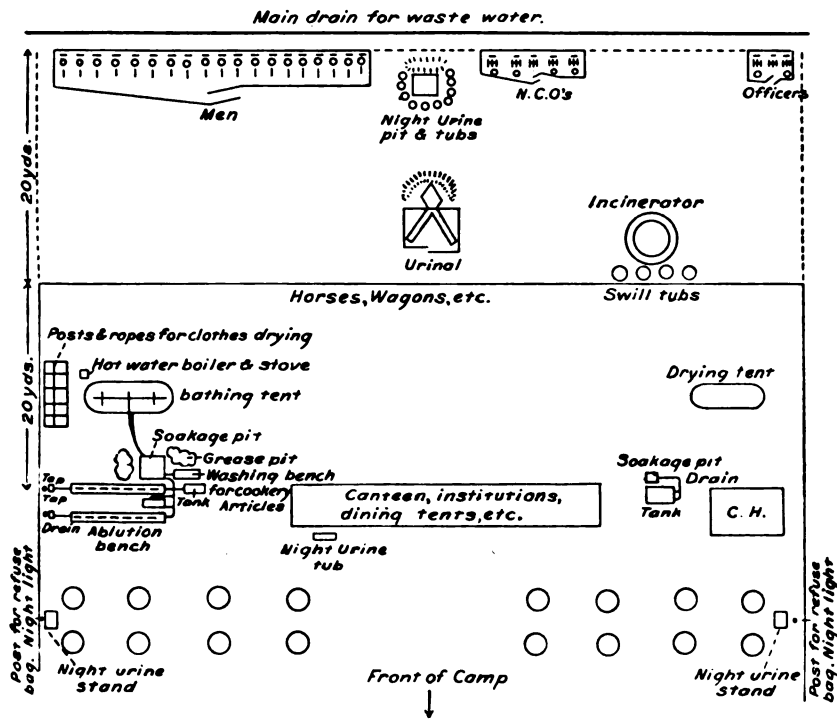 Main drain for waste water.
Men
Night Urine
pit & tubs
N.C.O's
Officers
20 yds.
Urinal
Incinerator
Swill tubs
Horses, Wagons, etc.
Posts & ropes for clothes drying
Hot water boiler & stove
bathing tent
Drying tent
20 yds.
Soakage pit
Grease pit
Washing bench
for cookery
Articles
Tap
Tap
Tank
Drain
Ablution
bench
Canteen, institutions,
dining tents, etc.
Soakage pit
Drain
Tank
C. H.
Night Urine
tub
Post for refuse
bag. Night light
Night urine
stand
Front of Camp
Night urine
stand
Post for refuse
bag. Night light